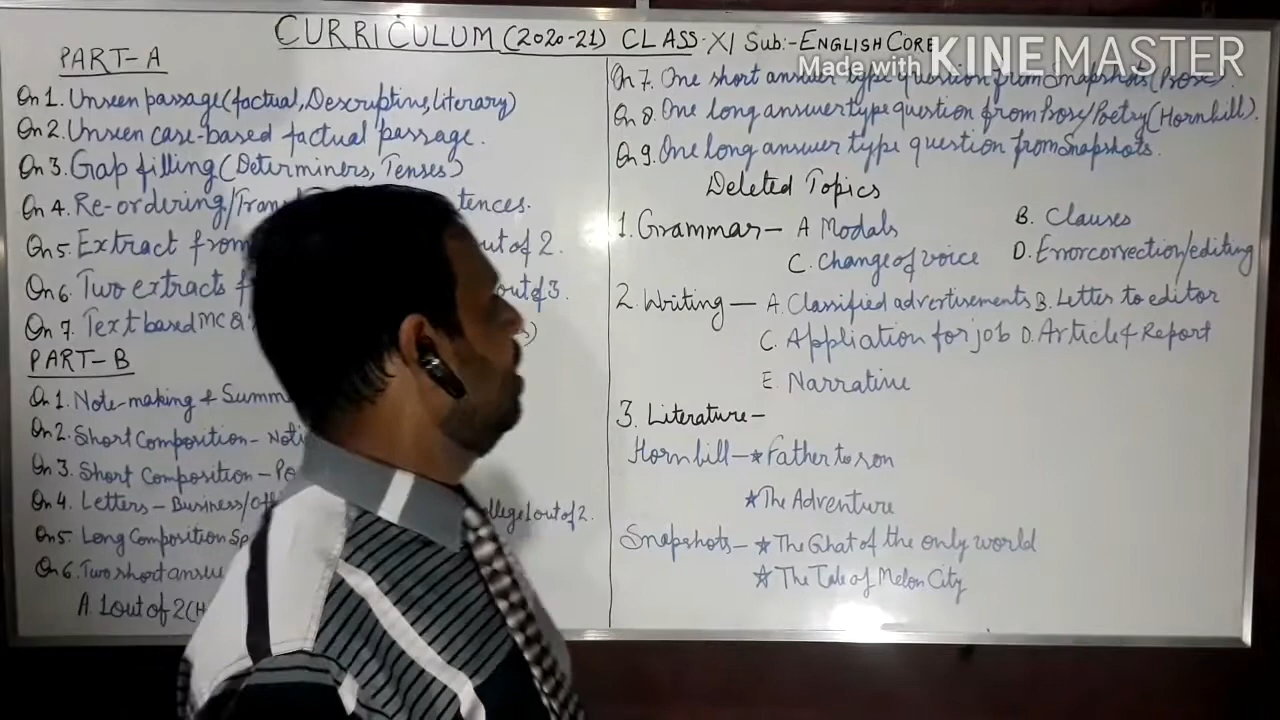 CURRICULUM (2020-21) CLASS-XI Sub:- ENGLISH CORE
Made with KINEMASTER
PART-A
Qn 1. Unseen passage (factual, Descriptive, literary)
Qn 2. Unseen case-based factual passage.
Qn 3. Gap filling (Determiners, Tenses)
Qn 4. Re-ordering/ tences.
Qn 5. Extract from out of 2.
Qn 6. Two extracts out of 3.
Qn 7. Text based MC
PART-B
Qn 1. Note-making & Summ
Qn 2. Short Composition - Noti
Qn 3. Short Composition - Po
Qn 4. Letters - Business/Off llege 1 out of 2.
Qn 5. Long Composition Sp
Qn 6. Two short answe
A. 1 out of 2 (H
Qn 7. One short answer type question from Snapshots (Prose)
Qn 8. One long answer type question from Prose/Poetry (Hornbill).
Qn 9. One long answer type question from Snapshots.
Deleted Topics
1. Grammar - A Modals B. Clauses
C. Change of voice D. Error correction/editing
2. Writing - A. Classified advertisements B. Letter to editor
C. Appliation for job D. Article & Report
E. Narrative
3. Literature -
Hornbill - ★ Father to son
★ The Adventure
Snapshots - ★ The Ghat of the only world
★ The Tale of Melon City